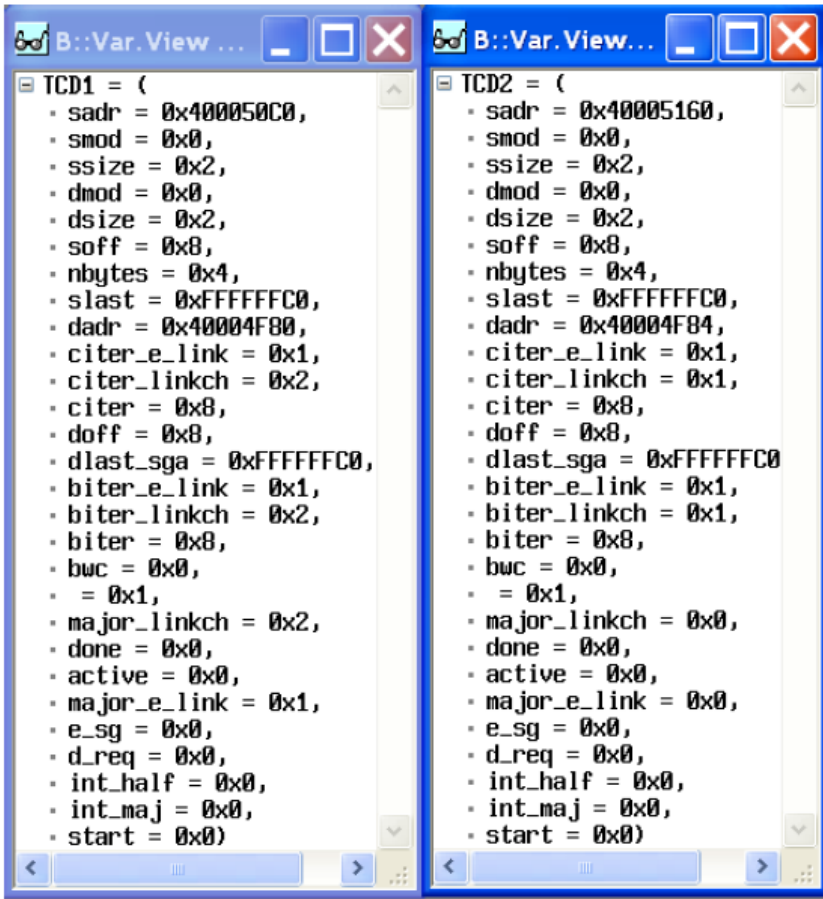 B::Var.View ...
TCD1 = (
sadr = 0x400050C0,
smod = 0x0,
ssize = 0x2,
dmod = 0x0,
dsize = 0x2,
soff = 0x8,
nbytes = 0x4,
slast = 0xFFFFFFC0,
dadr = 0x40004F80,
citer_e_link = 0x1,
citer_linkch = 0x2,
citer = 0x8,
doff = 0x8,
dlast_sga = 0xFFFFFFC0,
biter_e_link = 0x1,
biter_linkch = 0x2,
biter = 0x8,
bwc = 0x0,
= 0x1,
major_linkch = 0x2,
done = 0x0,
active = 0x0,
major_e_link = 0x1,
e_sg = 0x0,
d_req = 0x0,
int_half = 0x0,
int_maj = 0x0,
start = 0x0)
B::Var.View...
TCD2 = (
sadr = 0x40005160,
smod = 0x0,
ssize = 0x2,
dmod = 0x0,
dsize = 0x2,
soff = 0x8,
nbytes = 0x4,
slast = 0xFFFFFFC0,
dadr = 0x40004F84,
citer_e_link = 0x1,
citer_linkch = 0x1,
citer = 0x8,
doff = 0x8,
dlast_sga = 0xFFFFFFC0
biter_e_link = 0x1,
biter_linkch = 0x1,
biter = 0x8,
bwc = 0x0,
= 0x1,
major_linkch = 0x0,
done = 0x0,
active = 0x0,
major_e_link = 0x0,
e_sg = 0x0,
d_req = 0x0,
int_half = 0x0,
int_maj = 0x0,
start = 0x0)